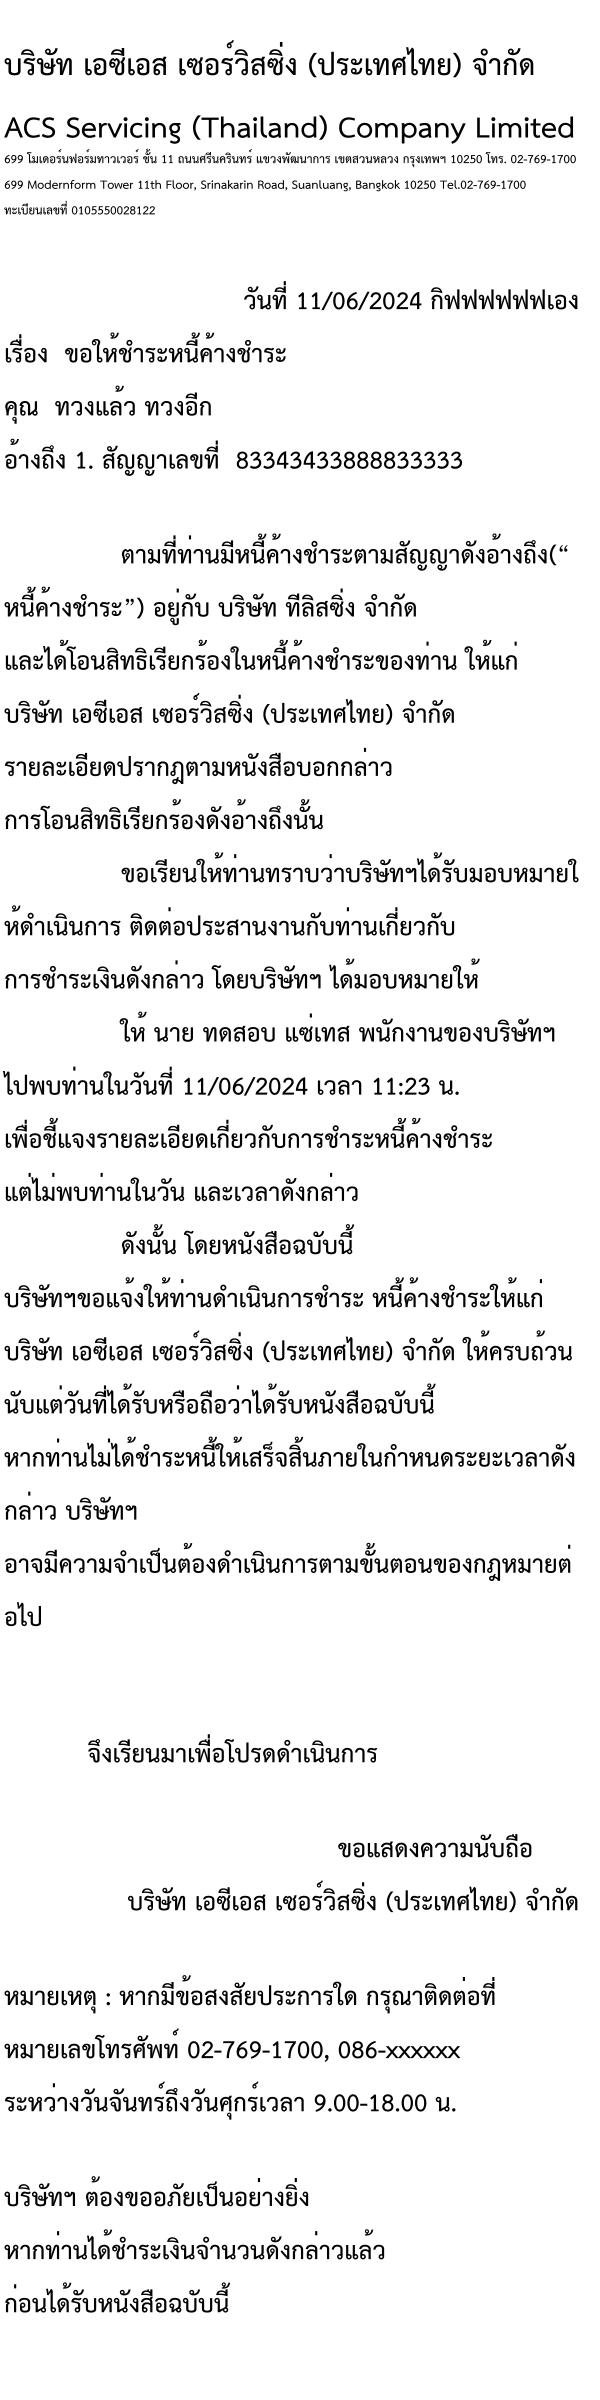 บริษัท เอซีเอส เซอร์วิสซิ่ง (ประเทศไทย) จำกัด
ACS Servicing (Thailand) Company Limited
699 โมเดอร์นฟอร์มทาวเวอร์ ชั้น 11 ถนนศรีนครินทร์ แขวงพัฒนาการ เขตสวนหลวง กรุงเทพฯ 10250 โทร. 02-769-1700
699 Modernform Tower 11th Floor, Srinakarin Road, Suanluang, Bangkok 10250 Tel.02-769-1700
ทะเบียนเลขที่ 0105550028122
วันที่ 11/06/2024 กิฟฟฟฟฟฟเอง
เรื่อง ขอให้ชำระหนี้ค้างชำระ
คุณ ทวงแล้ว ทวงอีก
อ้างถึง 1. สัญญาเลขที่ 83343433888833333
ตามที่ท่านมีหนี้ค้างชำระตามสัญญาดังอ้างถึง(“
หนี้ค้างชำระ”) อยู่กับ บริษัท ทีลิสซิ่ง จำกัด
และได้โอนสิทธิเรียกร้องในหนี้ค้างชำระของท่าน ให้แก่
บริษัท เอซีเอส เซอร์วิสซิ่ง (ประเทศไทย) จำกัด
รายละเอียดปรากฎตามหนังสือบอกกล่าว
การโอนสิทธิเรียกร้องดังอ้างถึงนั้น
ขอเรียนให้ท่านทราบว่าบริษัทฯได้รับมอบหมายใ
ห้ดำเนินการ ติดต่อประสานงานกับท่านเกี่ยวกับ
การชำระเงินดังกล่าว โดยบริษัทฯ ได้มอบหมายให้
ให้ นาย ทดสอบ แซ่เทส พนักงานของบริษัทฯ
ไปพบท่านในวันที่ 11/06/2024 เวลา 11:23 น.
เพื่อชี้แจงรายละเอียดเกี่ยวกับการชำระหนี้ค้างชำระ
แต่ไม่พบท่านในวัน และเวลาดังกล่าว
ดังนั้น โดยหนังสือฉบับนี้
บริษัทฯขอแจ้งให้ท่านดำเนินการชำระ หนี้ค้างชำระให้แก่
บริษัท เอซีเอส เซอร์วิสซิ่ง (ประเทศไทย) จำกัด ให้ครบถ้วน
นับแต่วันที่ได้รับหรือถือว่าได้รับหนังสือฉบับนี้
หากท่านไม่ได้ชำระหนี้ให้เสร็จสิ้นภายในกำหนดระยะเวลาดัง
กล่าว บริษัทฯ
อาจมีความจำเป็นต้องดำเนินการตามขั้นตอนของกฎหมายต่
อไป
จึงเรียนมาเพื่อโปรดดำเนินการ
ขอแสดงความนับถือ
บริษัท เอซีเอส เซอร์วิสซิ่ง (ประเทศไทย) จำกัด
หมายเหตุ : หากมีข้อสงสัยประการใด กรุณาติดต่อที่
หมายเลขโทรศัพท์ 02-769-1700, 086-xxxxxx
ระหว่างวันจันทร์ถึงวันศุกร์เวลา 9.00-18.00 น.
บริษัทฯ ต้องขออภัยเป็นอย่างยิ่ง
หากท่านได้ชำระเงินจำนวนดังกล่าวแล้ว
ก่อนได้รับหนังสือฉบับนี้